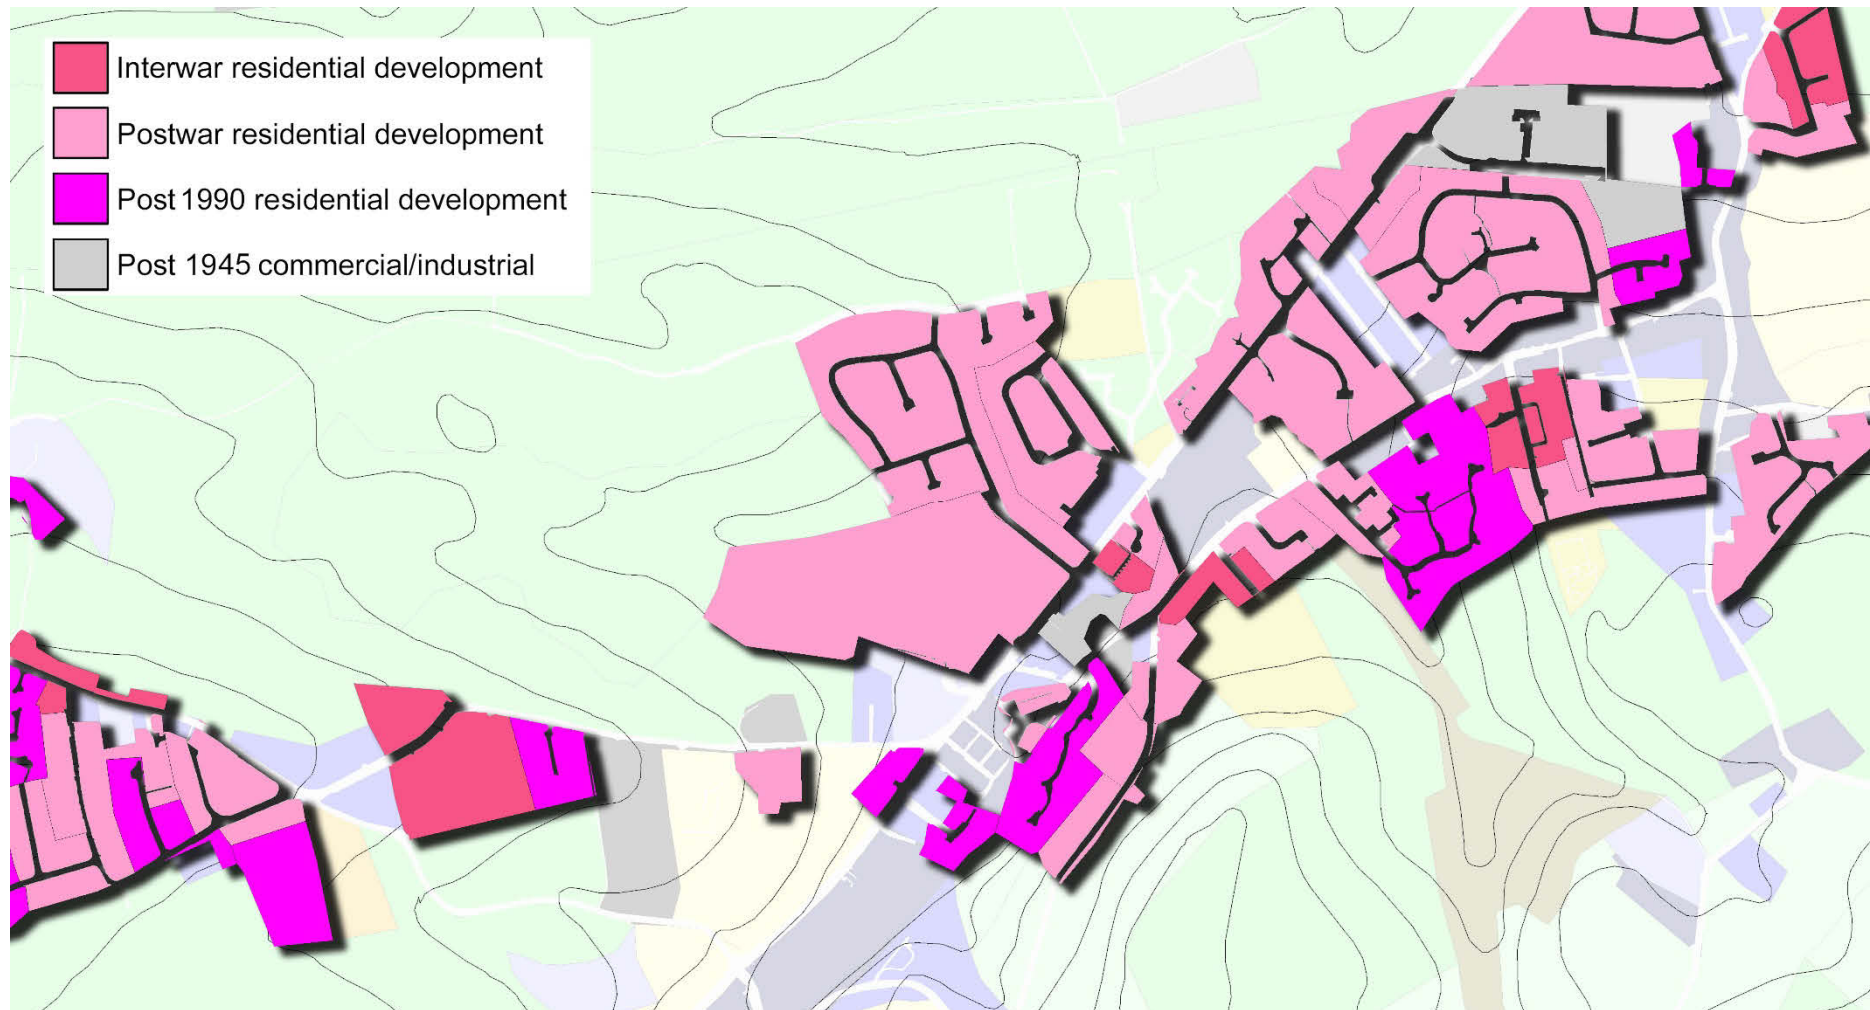 Interwar residential development
Postwar residential development
Post 1990 residential development
Post 1945 commercial/industrial